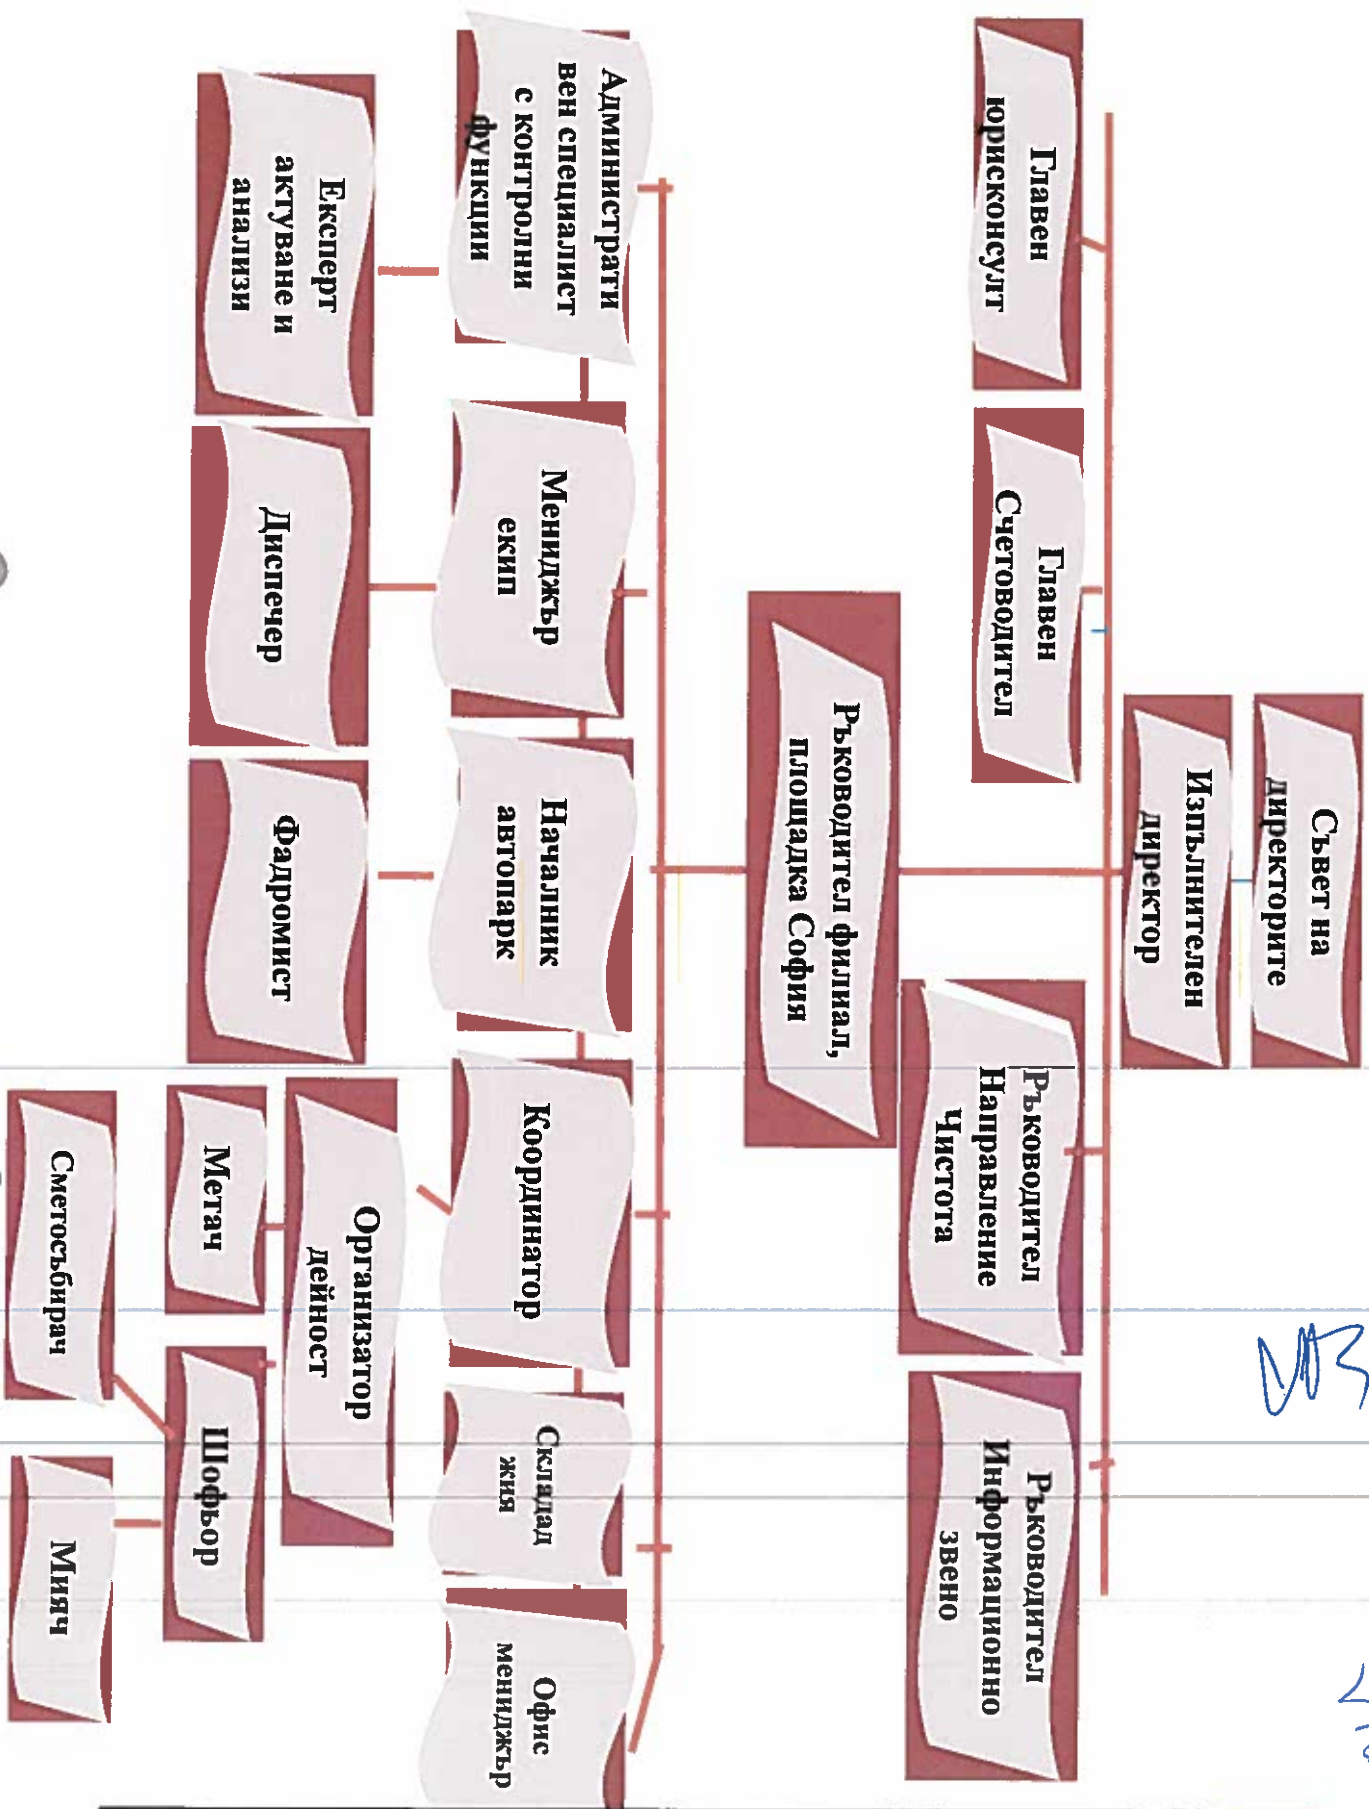 Съвет на
директорите
Изпълнителен
директор
Главен
юрисконсулт
Главен
Счетоводител
Ръководител
Направление
Чистота
Ръководител
Информационно
звено
Ръководител филиал,
площадка София
Администрати
вен специалист
с контролни
функции
Мениджър
екип
Началник
автопарк
Координатор
Склад
жия
Офис
мениджър
Експерт
актуване и
анализи
Диспечер
Фадромист
Организатор
дейност
Метач
Шофьор
Сметосъбирач
Мияч